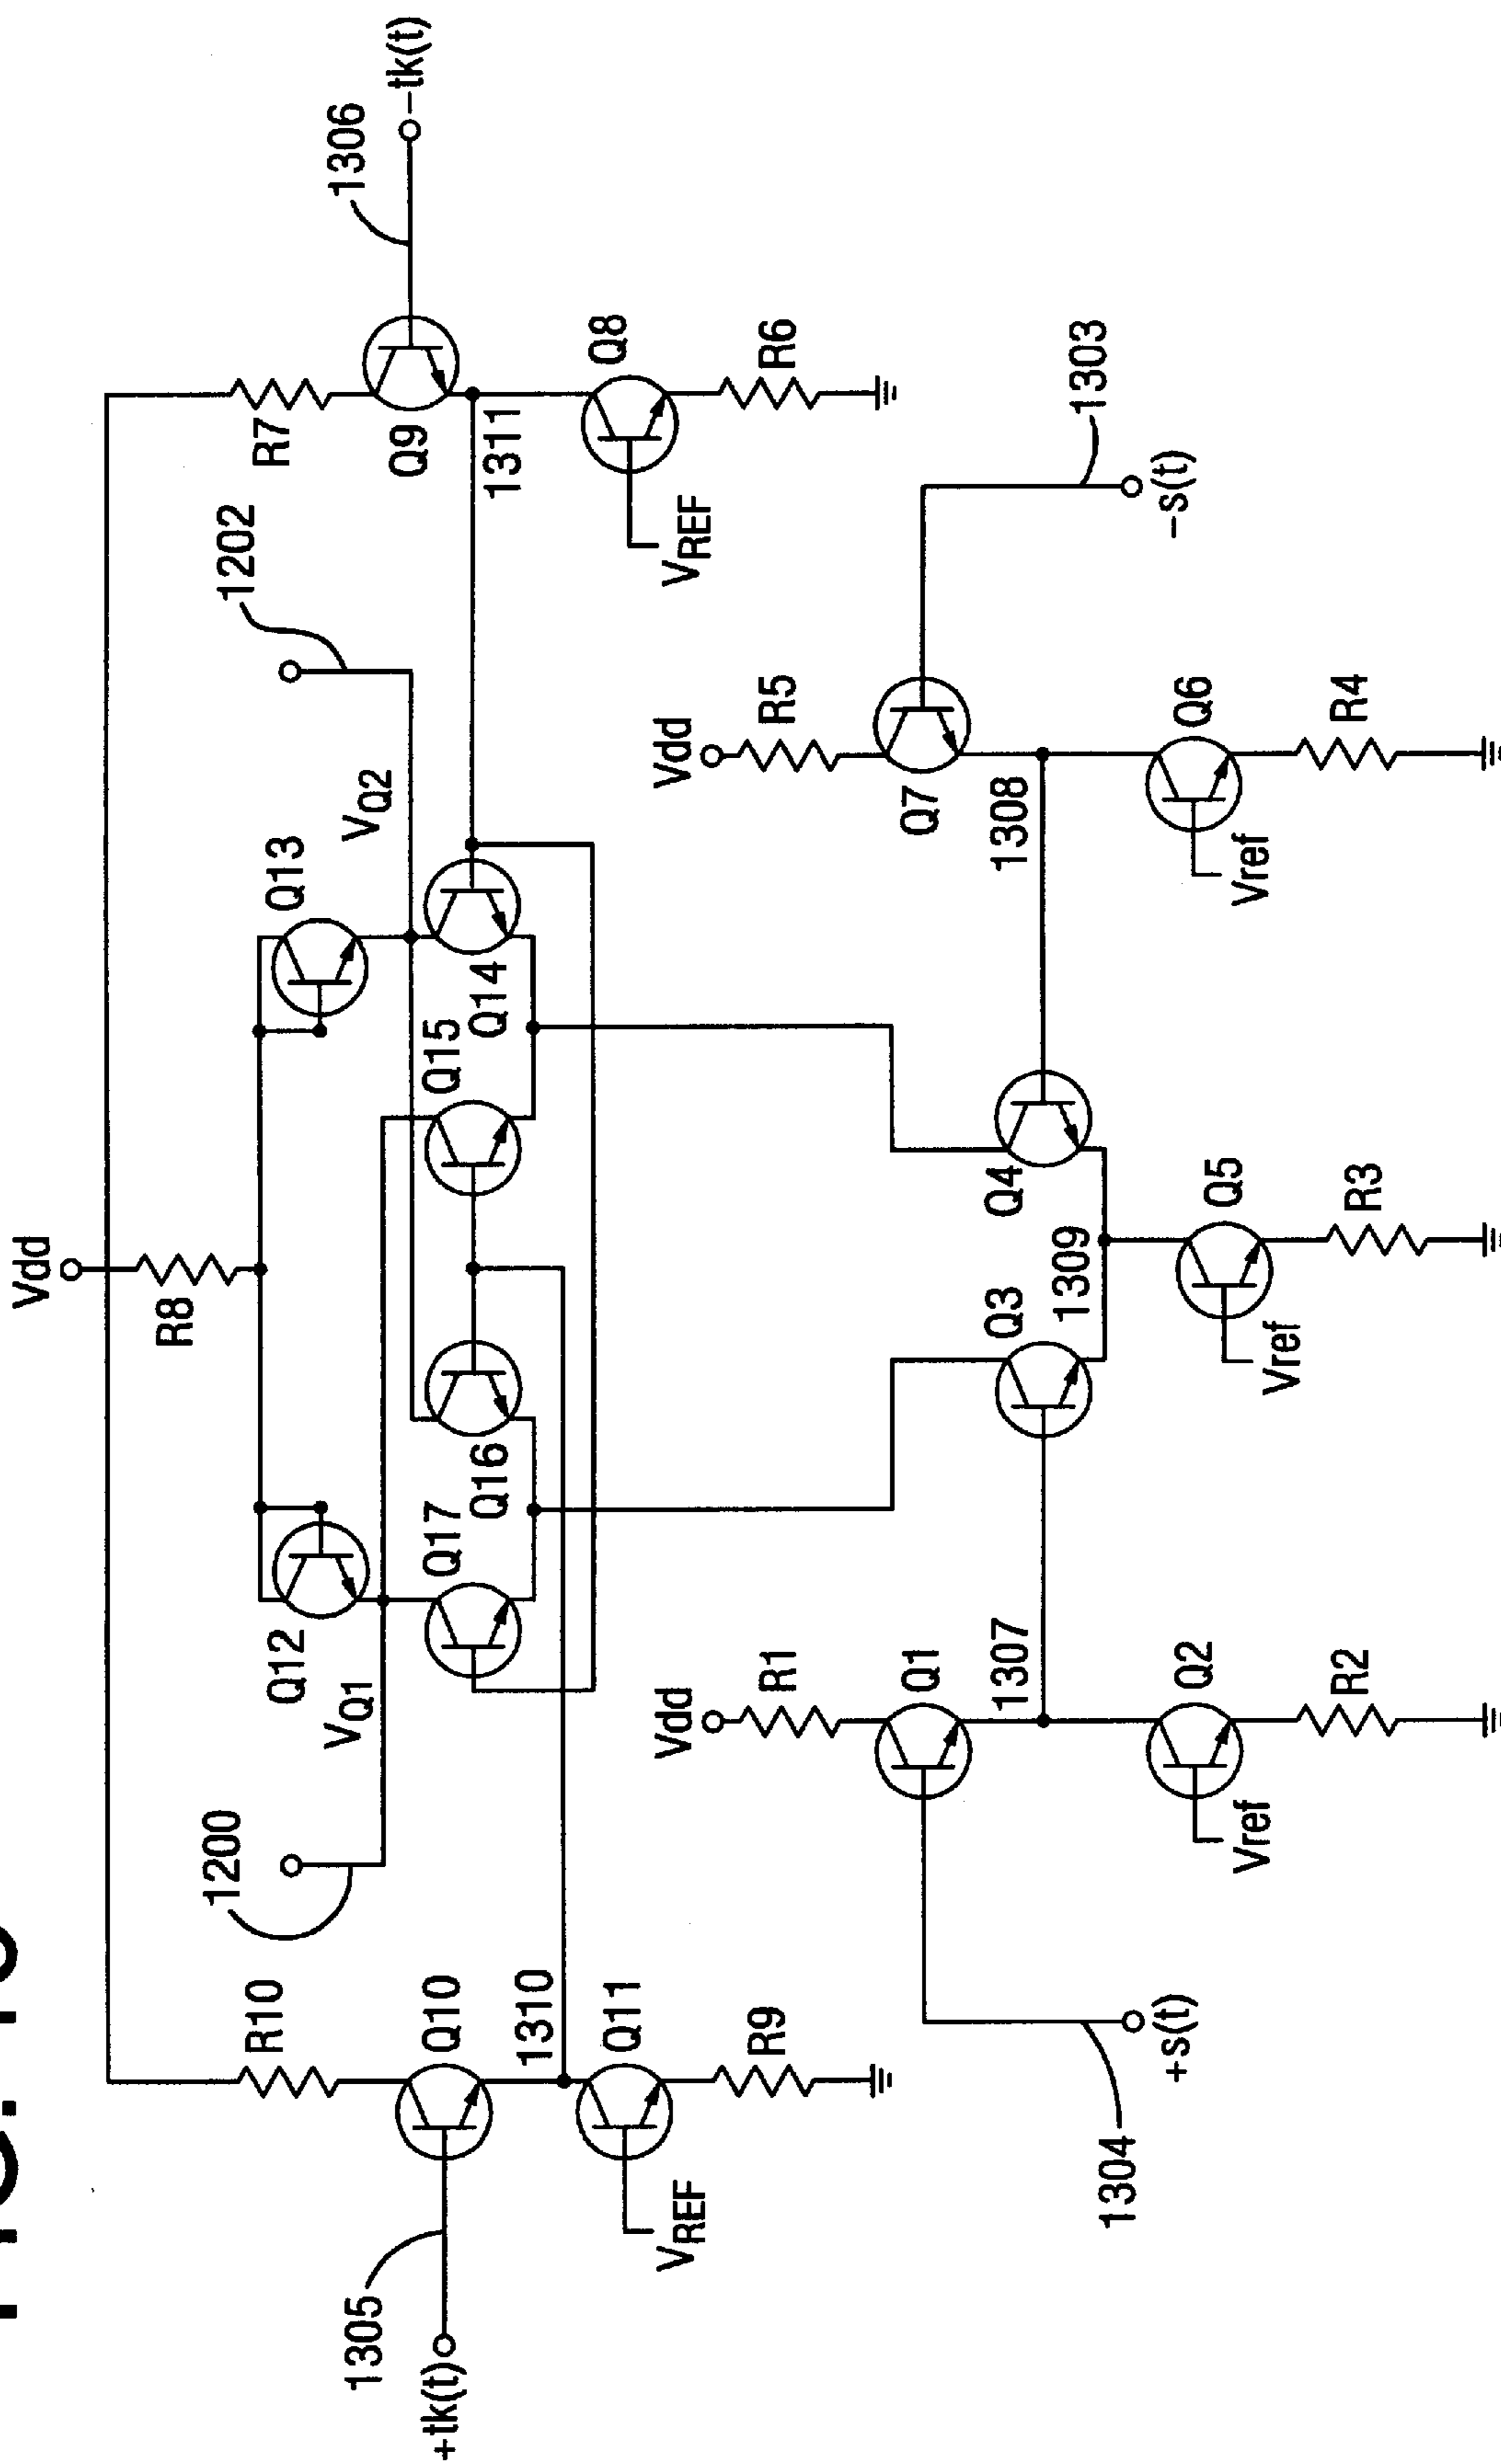 Vdd
R8
1200
1202
R10
R7
Q12
Q13
1306
VQ1
VQ2
1305
-tk(t)
Q9
+tk(t)
Q10
Q17
Q15
Q16
Q14
1311
1310
Q8
Q11
Vdd
Vdd
VREF
VREF
R9
R1
R5
R6
Q1
Q7
Q3
Q4
1307
1308
1309
1303
1304
+s(t)
-s(t)
Q2
Q6
Q5
Vref
Vref
Vref
R2
R4
R3